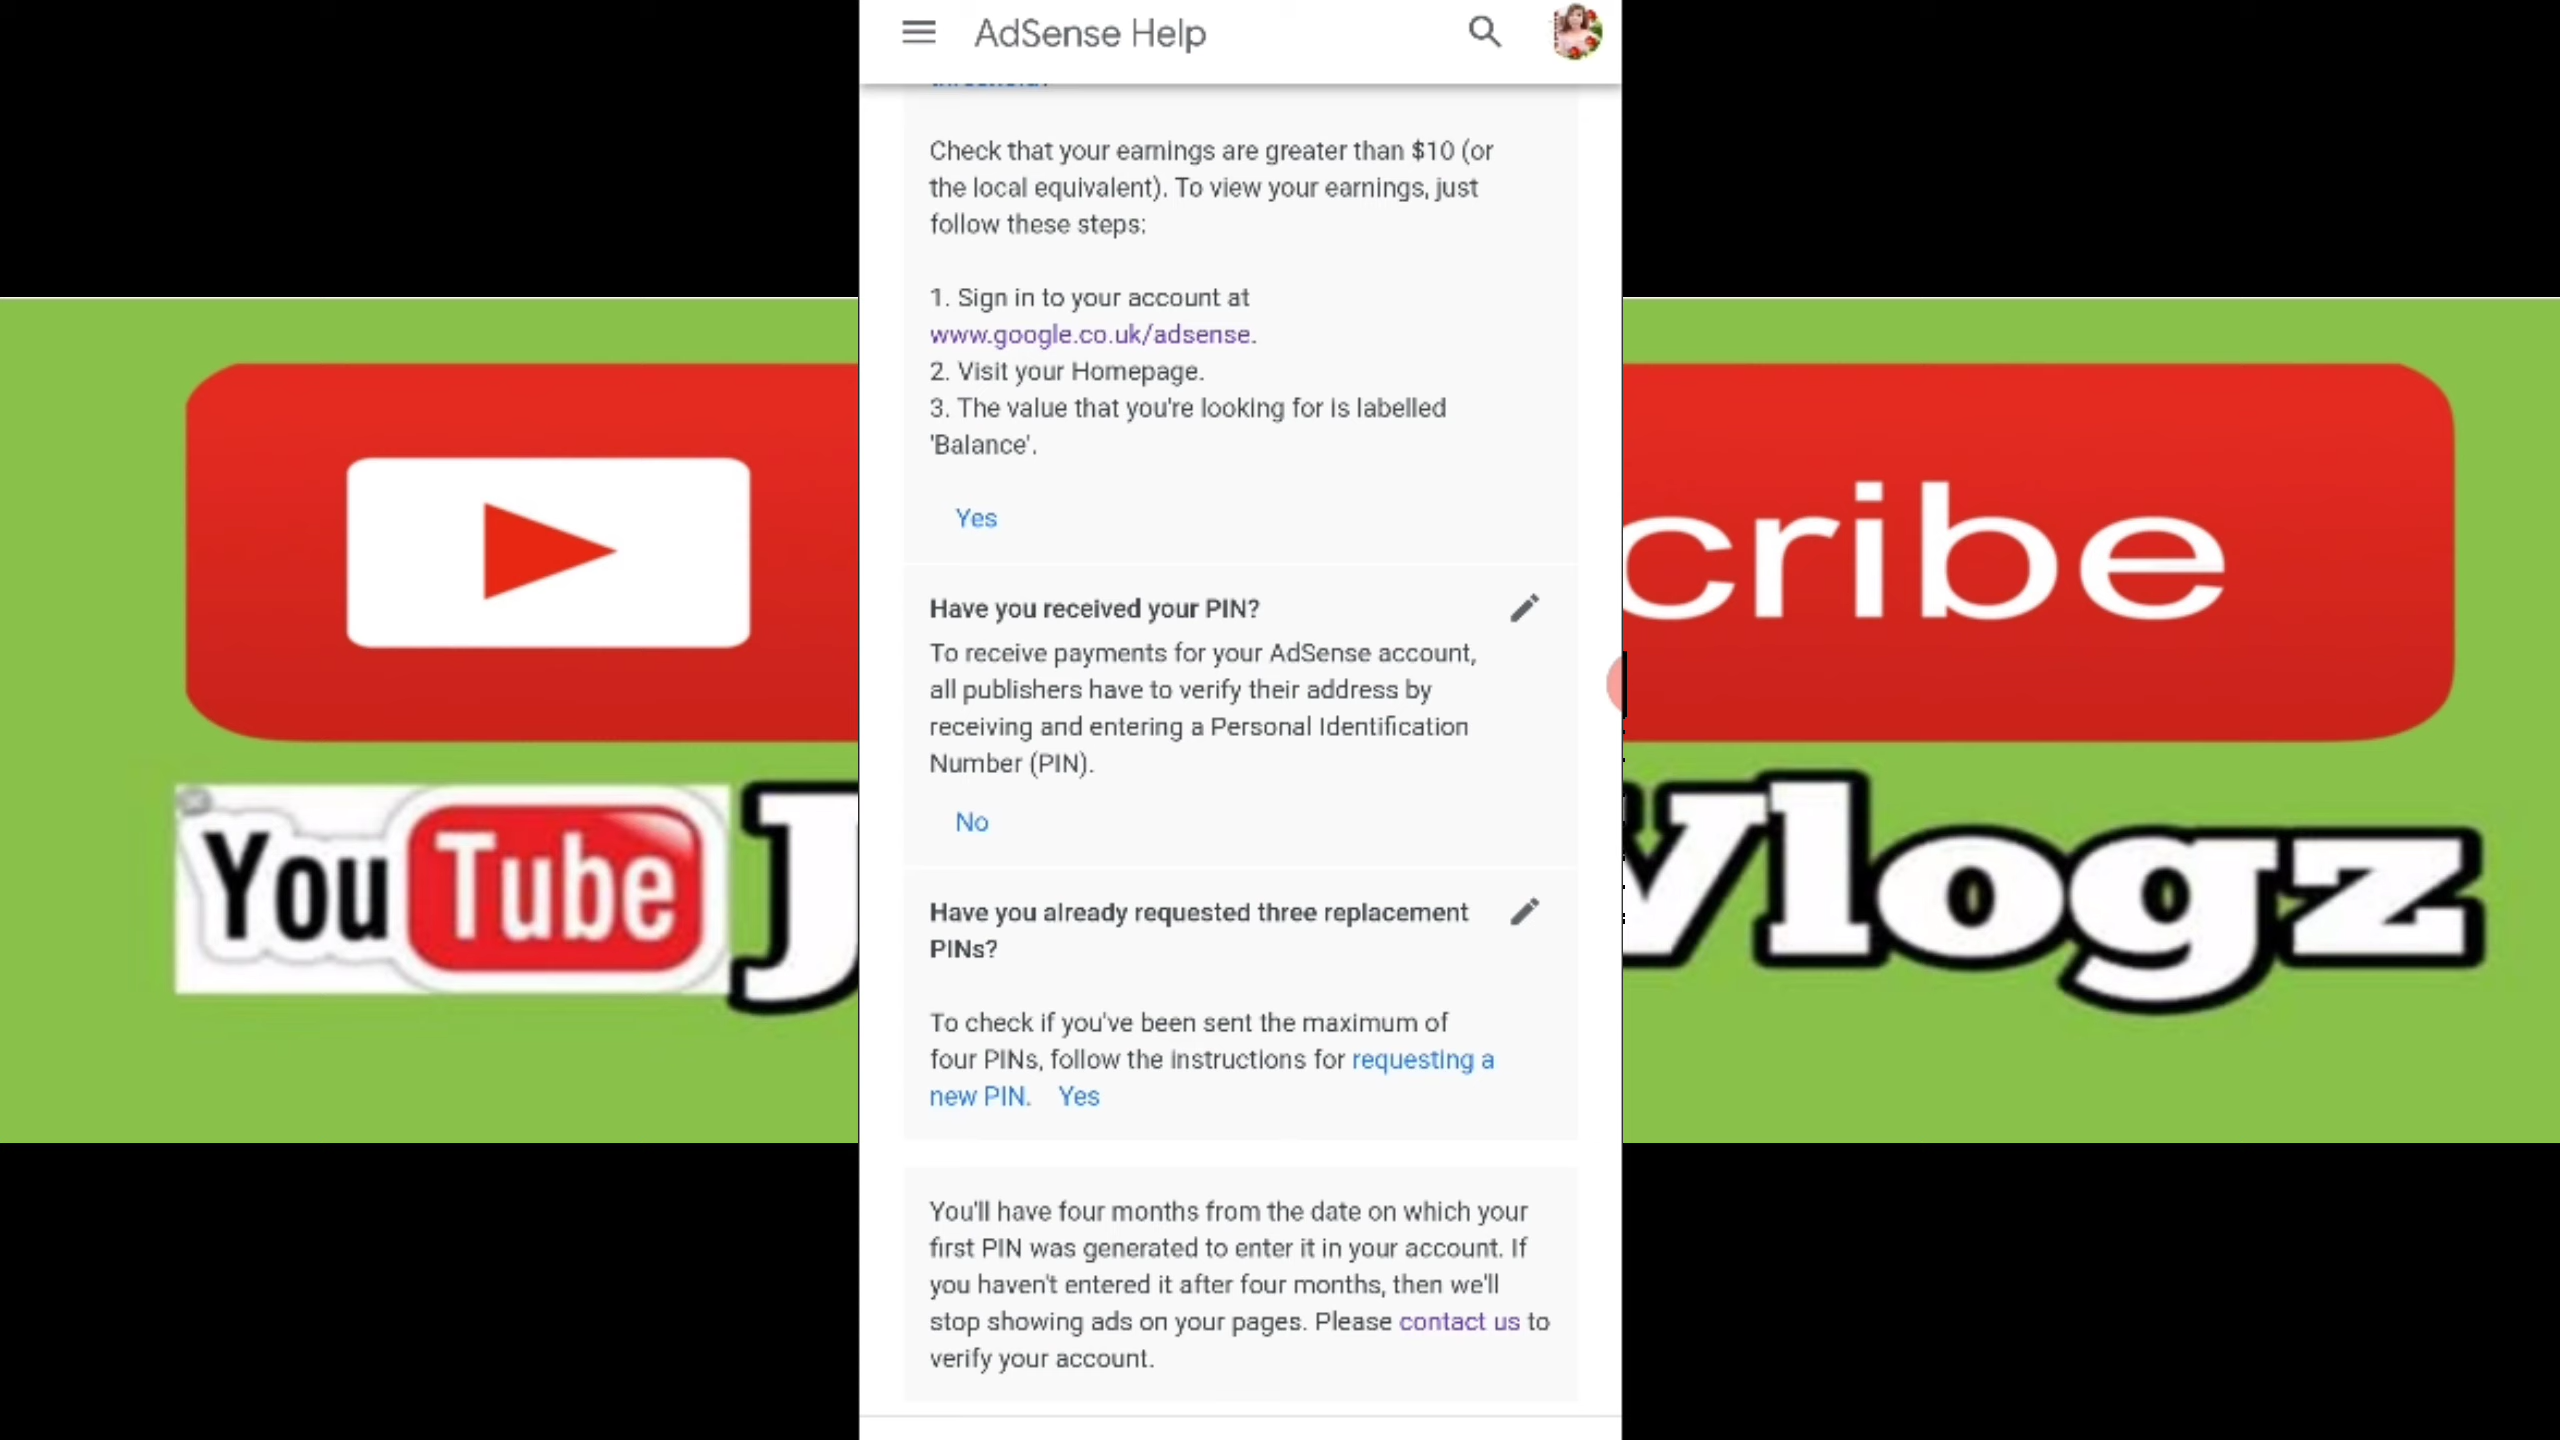 AdSense Help
Check that your earnings are greater than $10 (or
the local equivalent). To view your earnings, just
follow these steps:
1. Sign in to your account at
www.google.co.uk/adsense.
2. Visit your Homepage.
3. The value that you're looking for is labelled
'Balance'.
Yes
Have you received your PIN?
To receive payments for your AdSense account,
all publishers have to verify their address by
receiving and entering a Personal Identification
Number (PIN).
No
Have you already requested three replacement
PINs?
To check if you've been sent the maximum of
four PINs, follow the instructions for requesting a
new PIN. Yes
You'll have four months from the date on which your
first PIN was generated to enter it in your account. If
you haven't entered it after four months, then we'll
stop showing ads on your pages. Please contact us to
verify your account.
cribe
YouTube J
Vlogz